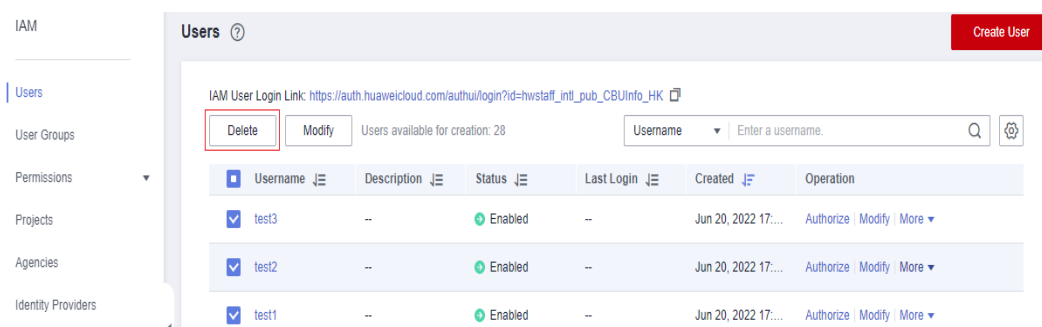 IAM
Users
User Groups
Permissions
Projects
Agencies
Identity Providers
Users ?
Create User
IAM User Login Link: https://auth.huaweicloud.com/authui/login?id=hwstaff_intl_pub_CBUInfo_HK
Delete Modify Users available for creation: 28 Username Enter a username.
Username Description Status Last Login Created Operation
test3 -- Enabled -- Jun 20, 2022 17:... Authorize Modify More
test2 -- Enabled -- Jun 20, 2022 17:... Authorize Modify More
test1 -- Enabled -- Jun 20, 2022 17:... Authorize Modify More